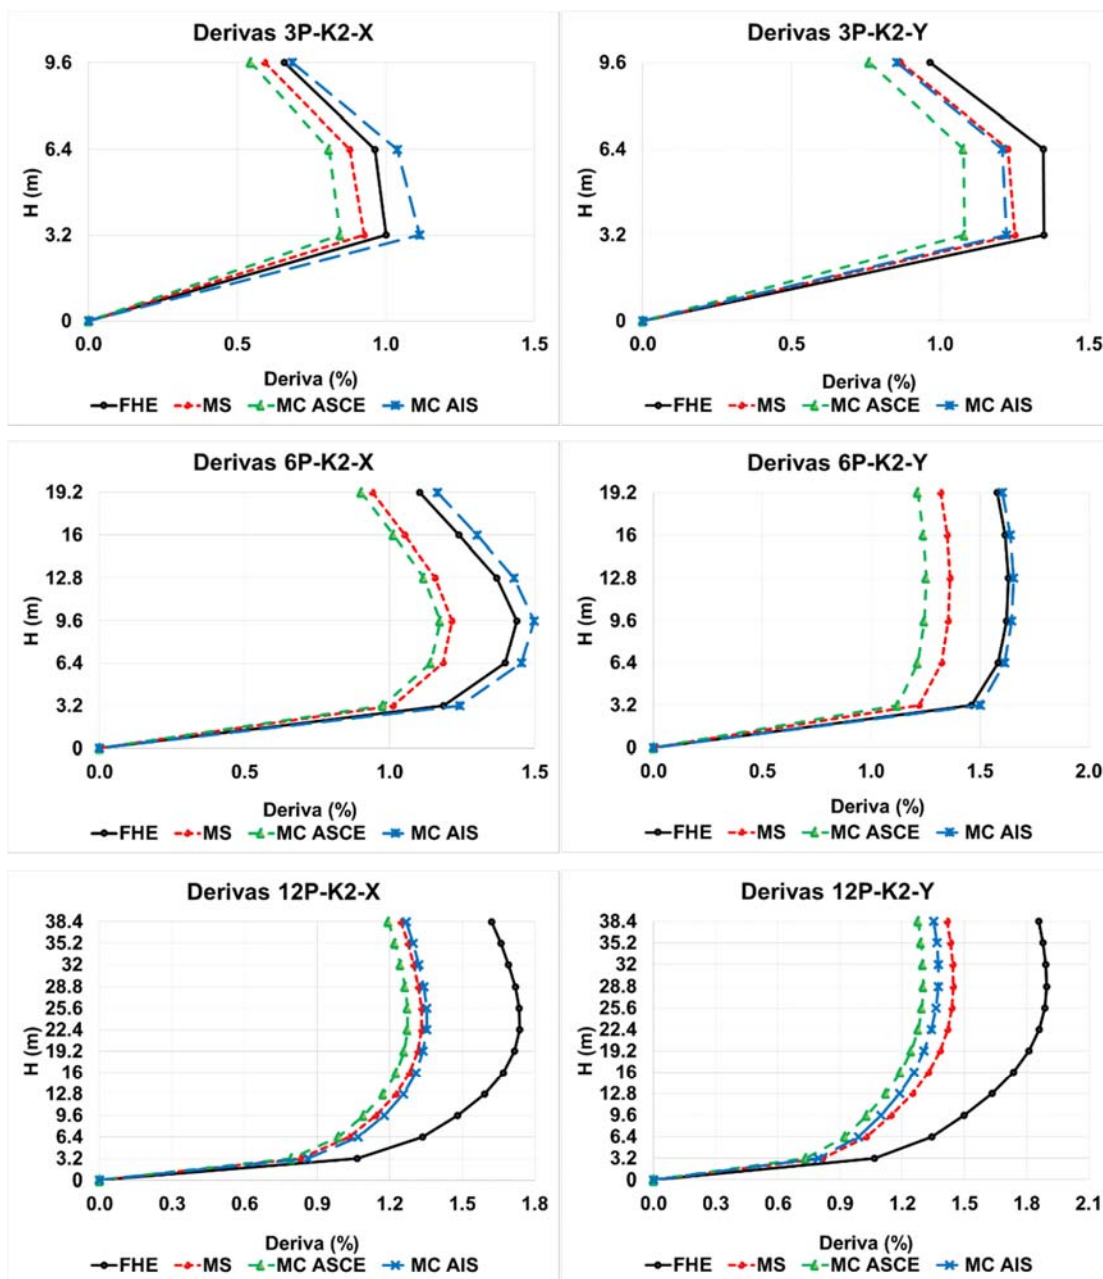 Derivas 3P-K2-X
9.6
6.4
3.2
0
H (m)
0.0 0.5 1.0 1.5
Deriva (%)
FHE MS MC ASCE MC AIS
Derivas 3P-K2-Y
9.6
6.4
3.2
0
H (m)
0.0 0.5 1.0 1.5
Deriva (%)
FHE MS MC ASCE MC AIS
Derivas 6P-K2-X
19.2
16
12.8
9.6
6.4
3.2
0
H (m)
0.0 0.5 1.0 1.5
Deriva (%)
FHE MS MC ASCE MC AIS
Derivas 6P-K2-Y
19.2
16
12.8
9.6
6.4
3.2
0
H (m)
0.0 0.5 1.0 1.5 2.0
Deriva (%)
FHE MS MC ASCE MC AIS
Derivas 12P-K2-X
38.4
35.2
32
28.8
25.6
22.4
19.2
16
12.8
9.6
6.4
3.2
0
H (m)
0.0 0.3 0.6 0.9 1.2 1.5 1.8
Deriva (%)
FHE MS MC ASCE MC AIS
Derivas 12P-K2-Y
38.4
35.2
32
28.8
25.6
22.4
19.2
16
12.8
9.6
6.4
3.2
0
H (m)
0.0 0.3 0.6 0.9 1.2 1.5 1.8 2.1
Deriva (%)
FHE MS MC ASCE MC AIS